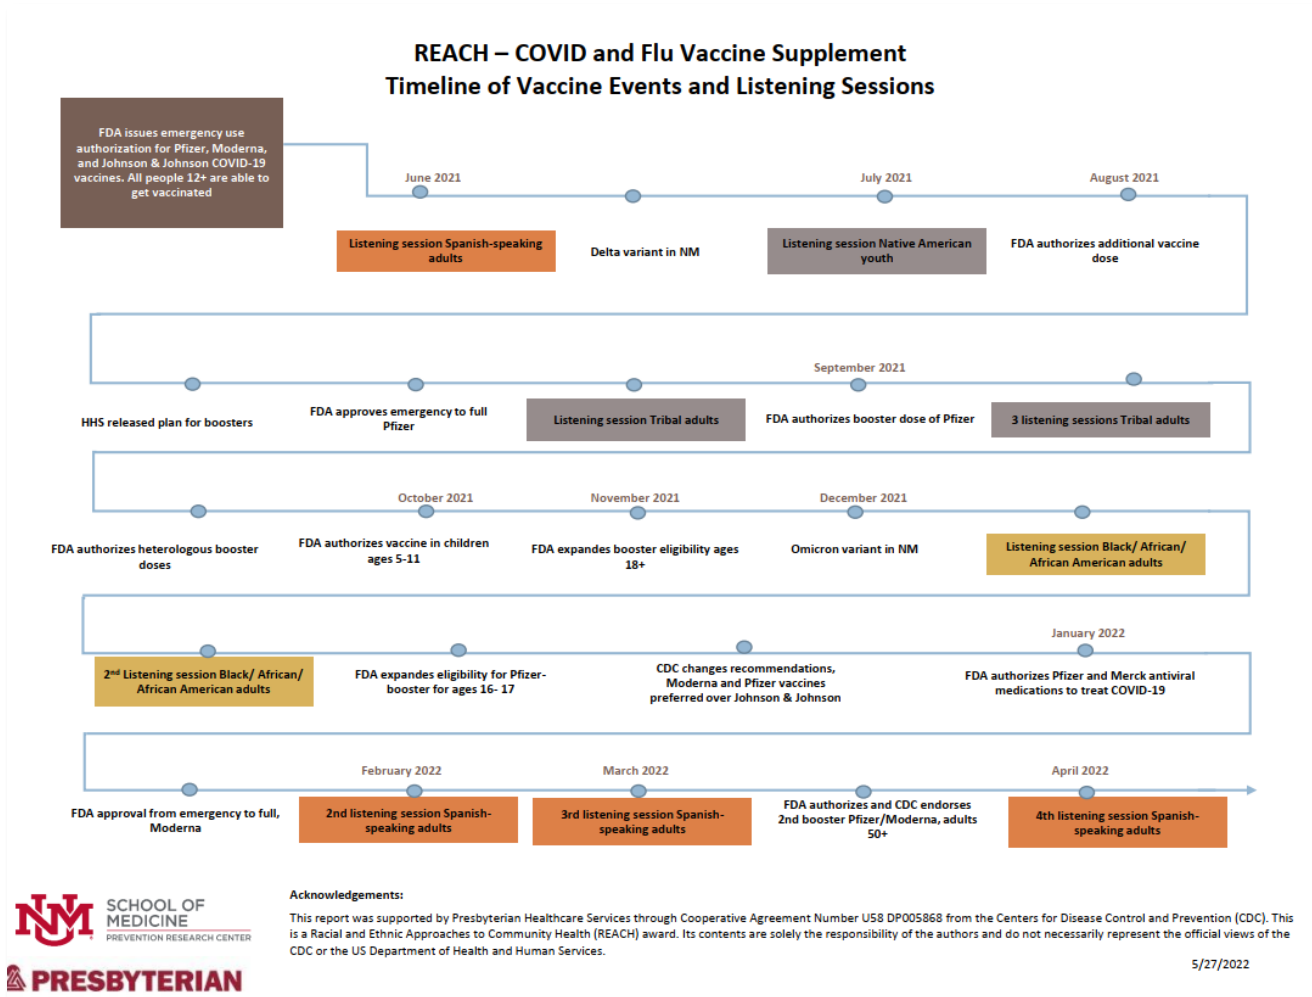 REACH – COVID and Flu Vaccine Supplement
Timeline of Vaccine Events and Listening Sessions
FDA issues emergency use
authorization for Pfizer, Moderna,
and Johnson & Johnson COVID-19
vaccines. All people 12+ are able to
get vaccinated
June 2021
July 2021
August 2021
Listening session Spanish-speaking
adults
Delta variant in NM
Listening session Native American
youth
FDA authorizes additional vaccine
dose
September 2021
HHS released plan for boosters
FDA approves emergency to full
Pfizer
Listening session Tribal adults
FDA authorizes booster dose of Pfizer
3 listening sessions Tribal adults
October 2021
November 2021
December 2021
FDA authorizes heterologous booster
doses
FDA authorizes vaccine in children
ages 5-11
FDA expandes booster eligibility ages
18+
Omicron variant in NM
Listening session Black/ African/
African American adults
January 2022
2nd Listening session Black/ African/
African American adults
FDA expandes eligibility for Pfizer-
booster for ages 16- 17
CDC changes recommendations,
Moderna and Pfizer vaccines
preferred over Johnson & Johnson
FDA authorizes Pfizer and Merck antiviral
medications to treat COVID-19
February 2022
March 2022
April 2022
FDA approval from emergency to full,
Moderna
2nd listening session Spanish-
speaking adults
3rd listening session Spanish-
speaking adults
FDA authorizes and CDC endorses
2nd booster Pfizer/Moderna, adults
50+
4th listening session Spanish-
speaking adults
NM
SCHOOL OF
MEDICINE
PREVENTION RESEARCH CENTER
PRESBYTERIAN
Acknowledgements:
This report was supported by Presbyterian Healthcare Services through Cooperative Agreement Number U58 DP005868 from the Centers for Disease Control and Prevention (CDC). This
is a Racial and Ethnic Approaches to Community Health (REACH) award. Its contents are solely the responsibility of the authors and do not necessarily represent the official views of the
CDC or the US Department of Health and Human Services.
5/27/2022